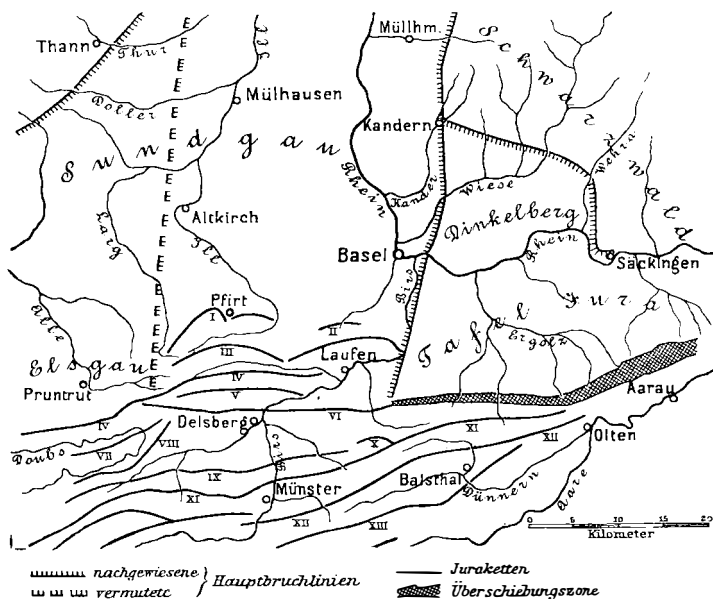 Müllhm.
Schwarzwald
Thann
Thur
Ill
Doller
Mülhausen
Kandern
Sundgau
Rhein
Kander
Wiese
Wehra
Larg
Altkirch
Ill
Dinkelberg
Basel
Rhein
Säckingen
Birs
Pfirt
Tafel Jura
Alle
I
II
Ergolz
III
Laufen
Elsgau
IV
Pruntrut
V
Aarau
VI
Delsberg
XI
IV
VIII
XII
Olten
Doubs
VII
X
Birs
IX
Balsthal
Münster
Dünnern
XI
Aare
XII
XIII
0 5 10 15 20
Kilometer
nachgewiesene
vermutete
Hauptbruchlinien
Juraketten
Überschiebungszone